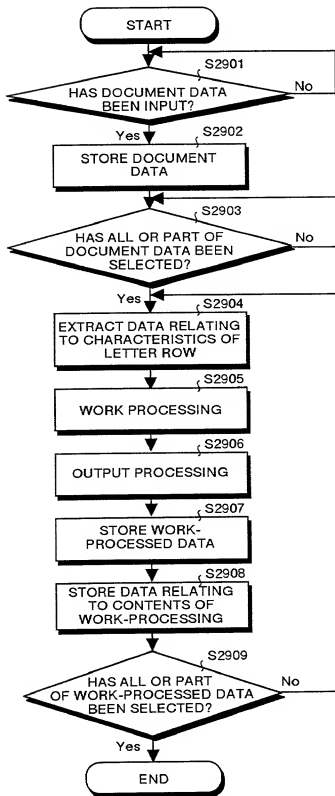 START
S2901
HAS DOCUMENT DATA
BEEN INPUT?
No
Yes
S2902
STORE DOCUMENT
DATA
S2903
HAS ALL OR PART OF
DOCUMENT DATA BEEN
SELECTED?
No
Yes
S2904
EXTRACT DATA RELATING
TO CHARACTERISTICS OF
LETTER ROW
S2905
WORK PROCESSING
S2906
OUTPUT PROCESSING
S2907
STORE WORK-
PROCESSED DATA
S2908
STORE DATA RELATING
TO CONTENTS OF
WORK-PROCESSING
S2909
HAS ALL OR PART
OF WORK-PROCESSED DATA
BEEN SELECTED?
No
Yes
END